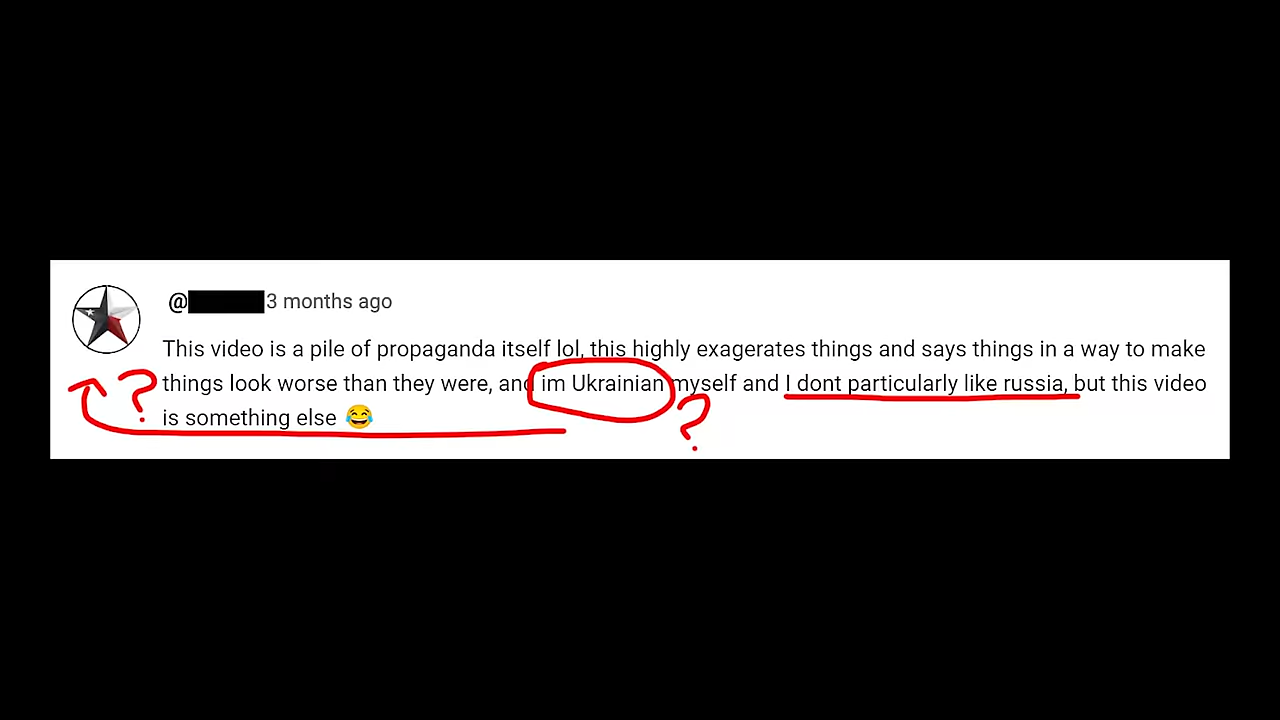 @ 3 months ago
This video is a pile of propaganda itself lol, this highly exagerates things and says things in a way to make
things look worse than they were, and im Ukrainian myself and I dont particularly like russia, but this video
is something else 😂
?
?